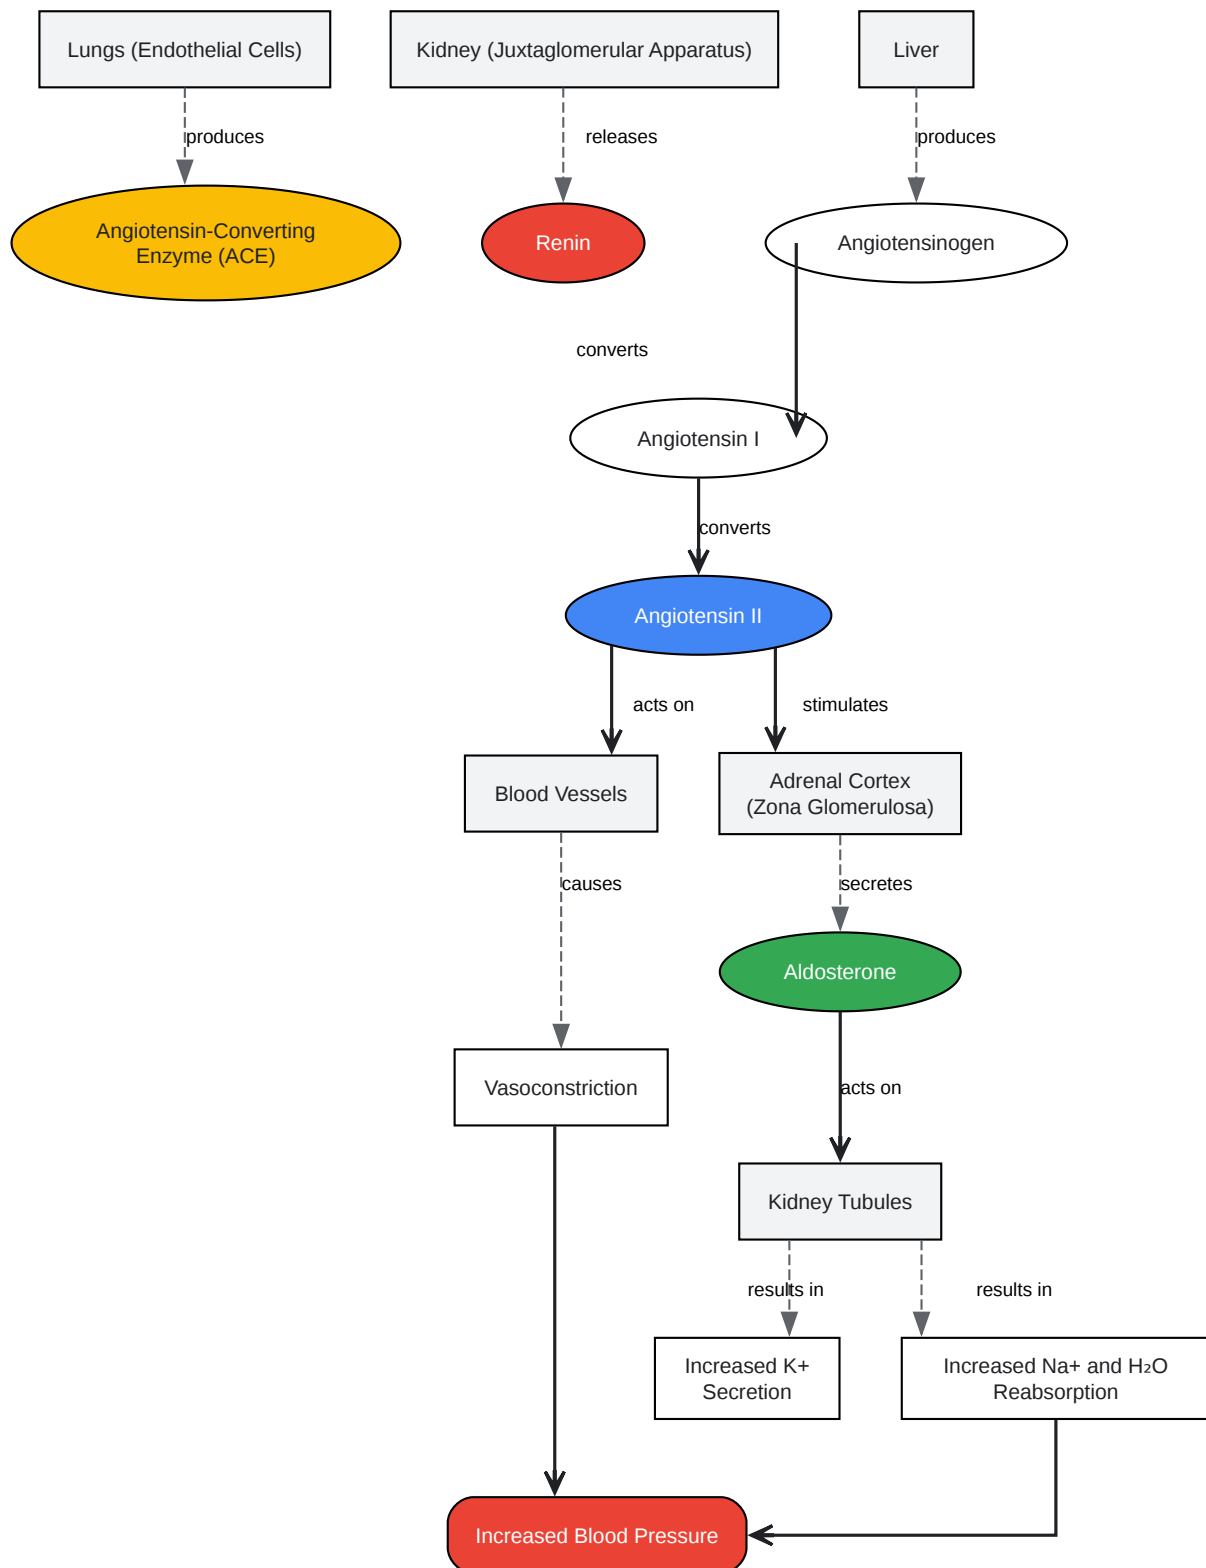 Lungs (Endothelial Cells)
Kidney (Juxtaglomerular Apparatus)
Liver
produces
releases
produces
Angiotensin-Converting
Enzyme (ACE)
Renin
Angiotensinogen
converts
Angiotensin I
converts
Angiotensin II
acts on
stimulates
Blood Vessels
Adrenal Cortex
(Zona Glomerulosa)
causes
secretes
Aldosterone
Vasoconstriction
acts on
Kidney Tubules
results in
results in
Increased K+
Secretion
Increased Na+ and H₂O
Reabsorption
Increased Blood Pressure